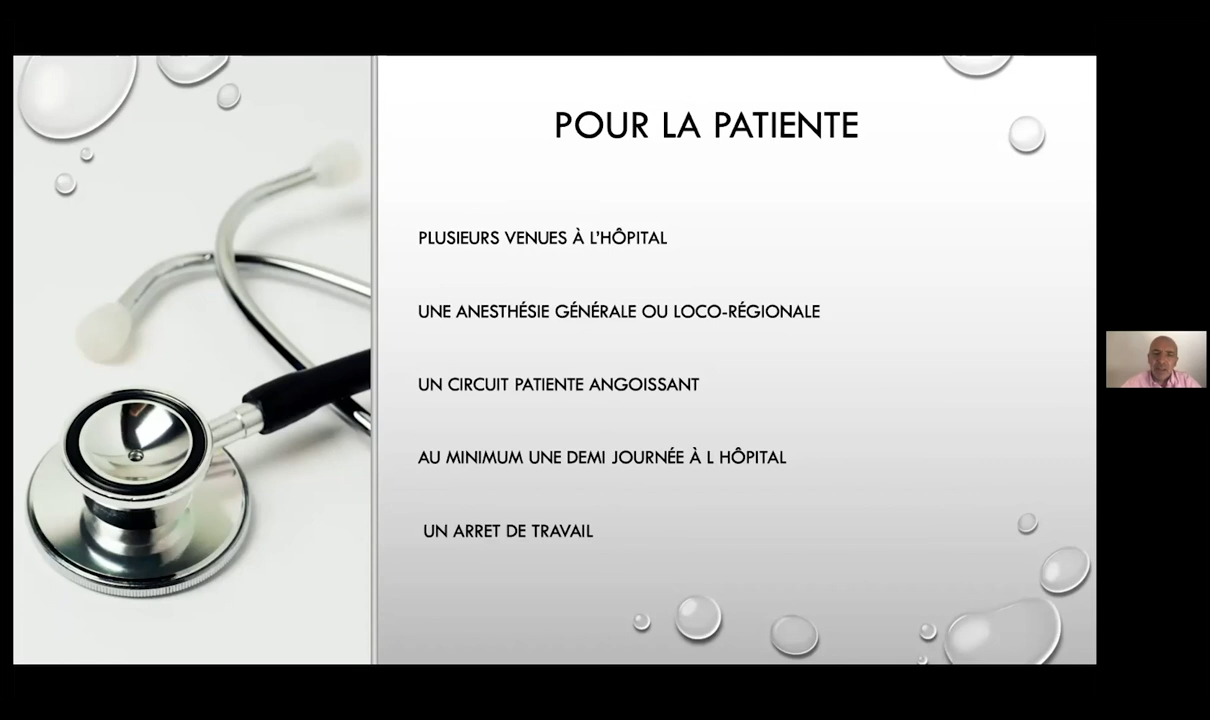 POUR LA PATIENTE
PLUSIEURS VENUES À L'HÔPITAL
UNE ANESTHÉSIE GÉNÉRALE OU LOCO-RÉGIONALE
UN CIRCUIT PATIENTE ANGOISSANT
AU MINIMUM UNE DEMI JOURNÉE À L HÔPITAL
UN ARRET DE TRAVAIL